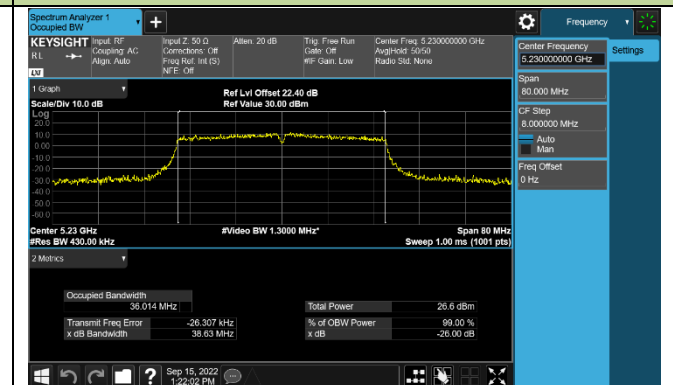 Spectrum Analyzer 1
Occupied BW
Frequency
KEYSIGHT
Input: RF
Input Z: 50 Ω
Atten: 20 dB
Trig: Free Run
Center Freq: 5.230000000 GHz
RL
Coupling: AC
Corrections: Off
Gate: Off
Avg|Hold: 50/50
Align: Auto
Freq Ref: Int (S)
#IF Gain: Low
Radio Std: None
LXI
NFE: Off
Center Frequency
5.230000000 GHz
Settings
Span
80.000 MHz
CF Step
8.000000 MHz
Auto
Man
Freq Offset
0 Hz
1 Graph
Ref Lvl Offset 22.40 dB
Scale/Div 10.0 dB
Ref Value 30.00 dBm
Log
20.0
10.0
0.00
-10.0
-20.0
-30.0
-40.0
-50.0
-60.0
Center 5.23 GHz
#Video BW 1.3000 MHz*
Span 80 MHz
#Res BW 430.00 kHz
Sweep 1.00 ms (1001 pts)
2 Metrics
Occupied Bandwidth
36.014 MHz
Total Power
26.6 dBm
Transmit Freq Error
-26.307 kHz
% of OBW Power
99.00 %
x dB Bandwidth
38.63 MHz
x dB
-26.00 dB
?
Sep 15, 2022
1:22:02 PM